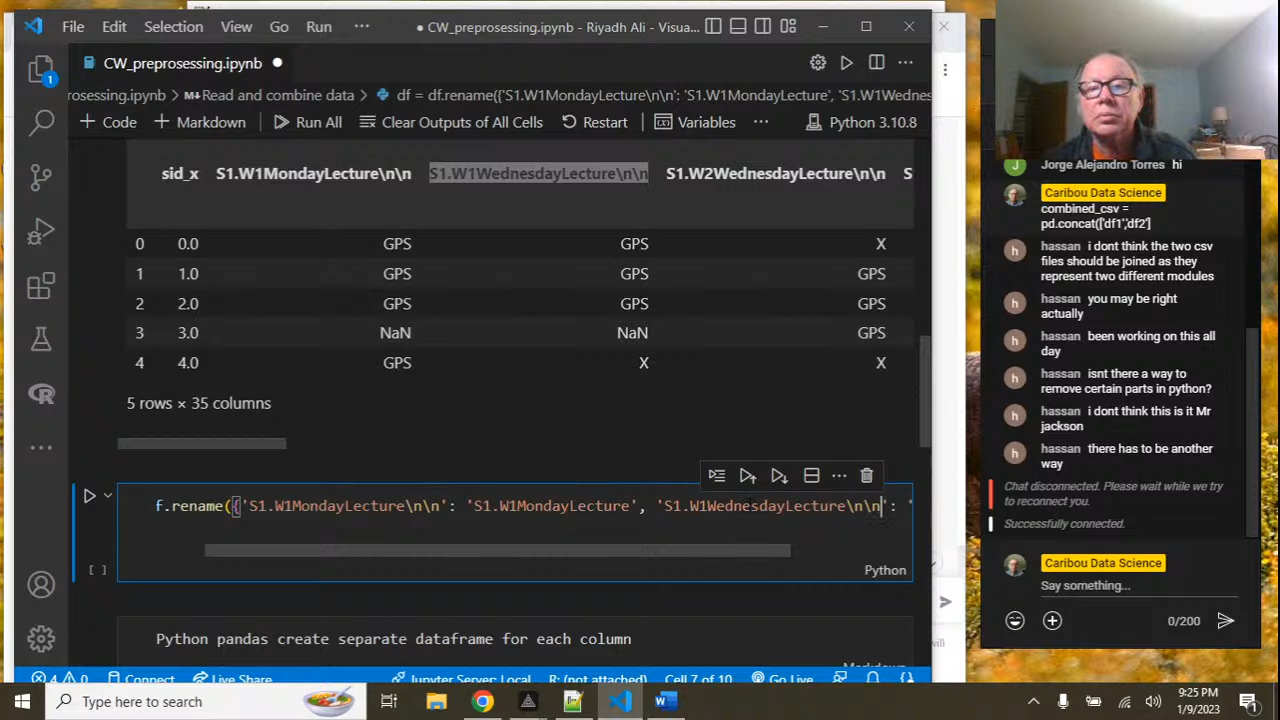 File Edit Selection View Go Run ··· ● CW_preprosessing.ipynb - Riyadh Ali - Visua...
CW_preprosessing.ipynb ●
1
rosessing.ipynb > M↓Read and combine data > df = df.rename({'S1.W1MondayLecture\n\n': 'S1.W1MondayLecture', 'S1.W1Wednes
+ Code + Markdown Run All Clear Outputs of All Cells Restart Variables ··· Python 3.10.8
sid_x S1.W1MondayLecture\n\n S1.W1WednesdayLecture\n\n S1.W2WednesdayLecture\n\n S
0 0.0 GPS GPS X
1 1.0 GPS GPS GPS
2 2.0 GPS GPS GPS
3 3.0 NaN NaN GPS
4 4.0 GPS X X
5 rows × 35 columns
f.rename({'S1.W1MondayLecture\n\n': 'S1.W1MondayLecture', 'S1.W1WednesdayLecture\n\n': '
[ ] Python
Python pandas create separate dataframe for each column
Markdown
4 0 Connect Live Share Jupyter Server: Local R: (not attached) Cell 7 of 10 Go Live
Jorge Alejandro Torres hi
Caribou Data Science
combined_csv =
pd.concat(['df1','df2']
hassan i dont think the two csv
files should be joined as they
represent two different modules
hassan you may be right
actually
hassan been working on this all
day
hassan isnt there a way to
remove certain parts in python?
hassan i dont think this is it Mr
jackson
hassan there has to be another
way
Chat disconnected. Please wait while we try
to reconnect you.
Successfully connected.
Caribou Data Science
Say something...
0/200
will
Type here to search
9:25 PM
1/9/2023
1